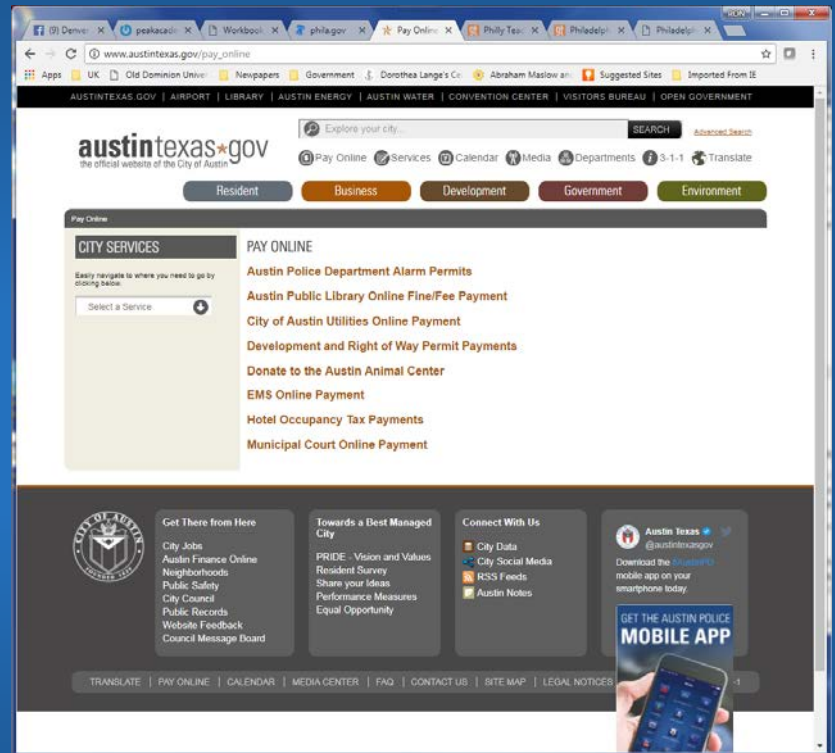 RON
(9) Denver
peakacade
Workbook
phila.gov
Pay Online
Philly Teac
Philadelph
Philadelph
www.austintexas.gov/pay_online
Apps UK Old Dominion Univer Newspapers Government Dorothea Lange's Ce Abraham Maslow an Suggested Sites Imported From IE
AUSTINTEXAS.GOV | AIRPORT | LIBRARY | AUSTIN ENERGY | AUSTIN WATER | CONVENTION CENTER | VISITORS BUREAU | OPEN GOVERNMENT
Explore your city... SEARCH Advanced Search
austintexas.gov
the official website of the City of Austin
Pay Online Services Calendar Media Departments 3-1-1 Translate
Resident Business Development Government Environment
Pay Online
CITY SERVICES
Easily navigate to where you need to go by
clicking below.
Select a Service
PAY ONLINE
Austin Police Department Alarm Permits
Austin Public Library Online Fine/Fee Payment
City of Austin Utilities Online Payment
Development and Right of Way Permit Payments
Donate to the Austin Animal Center
EMS Online Payment
Hotel Occupancy Tax Payments
Municipal Court Online Payment
CITY OF AUSTIN
FOUNDED 1839
Get There from Here
City Jobs
Austin Finance Online
Neighborhoods
Public Safety
City Council
Public Records
Website Feedback
Council Message Board
Towards a Best Managed
City
PRIDE - Vision and Values
Resident Survey
Share your Ideas
Performance Measures
Equal Opportunity
Connect With Us
City Data
City Social Media
RSS Feeds
Austin Notes
Austin Texas
@austintexasgov
Download the #AustinPD
mobile app on your
smartphone today.
GET THE AUSTIN POLICE
MOBILE APP
TRANSLATE | PAY ONLINE | CALENDAR | MEDIA CENTER | FAQ | CONTACT US | SITE MAP | LEGAL NOTICES -1